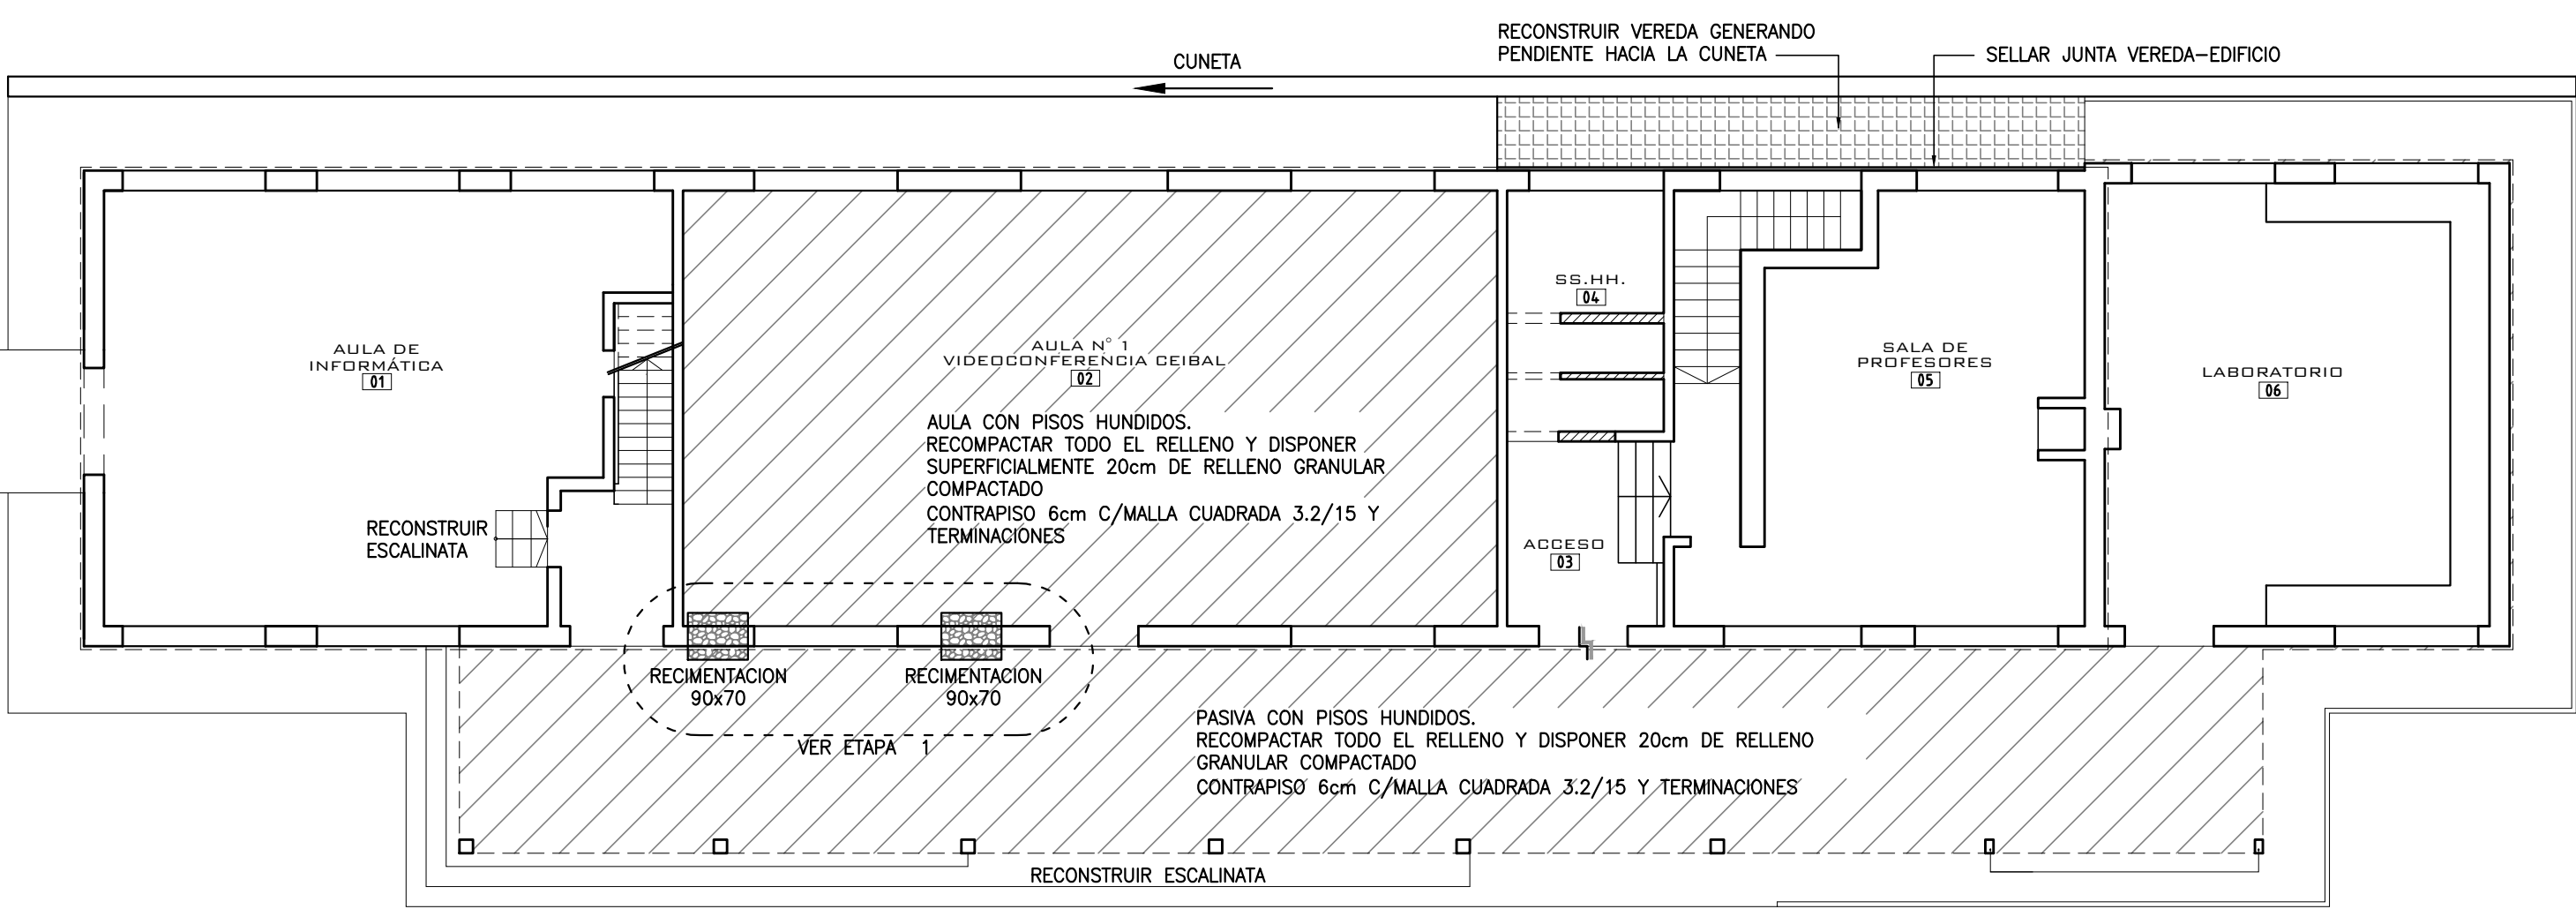 RECONSTRUIR VEREDA GENERANDO
PENDIENTE HACIA LA CUNETA
SELLAR JUNTA VEREDA-EDIFICIO
CUNETA
AULA DE
INFORMÁTICA
01
AULA N° 1
VIDEOCONFERENCIA CEIBAL
02
SS.HH.
04
SALA DE
PROFESORES
05
LABORATORIO
06
AULA CON PISOS HUNDIDOS.
RECOMPACTAR TODO EL RELLENO Y DISPONER
SUPERFICIALMENTE 20cm DE RELLENO GRANULAR
COMPACTADO
CONTRAPISO 6cm C/MALLA CUADRADA 3.2/15 Y
TERMINACIONES
RECONSTRUIR
ESCALINATA
ACCESO
03
RECIMENTACION
90x70
RECIMENTACION
90x70
VER ETAPA 1
PASIVA CON PISOS HUNDIDOS.
RECOMPACTAR TODO EL RELLENO Y DISPONER 20cm DE RELLENO
GRANULAR COMPACTADO
CONTRAPISO 6cm C/MALLA CUADRADA 3.2/15 Y TERMINACIONES
RECONSTRUIR ESCALINATA